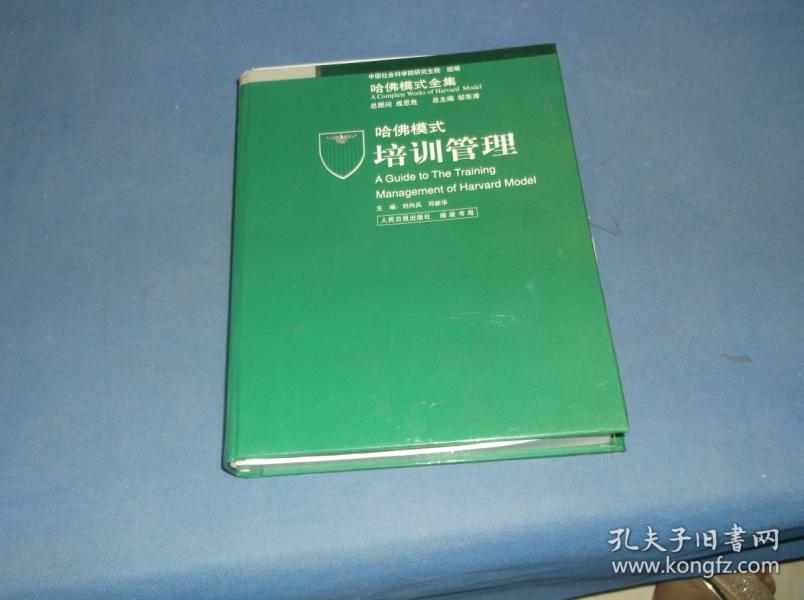 中国社会科学院研究生院 组编
哈佛模式全集
A Complete Works of Harvard Model
总顾问 成思危 总主编 邹东涛
哈佛模式
培训管理
A Guide to The Training
Management of Harvard Model
主 编：刘向兵 邓新华
人民日报出版社 线装书局
孔夫子旧書网
www.kongfz.com